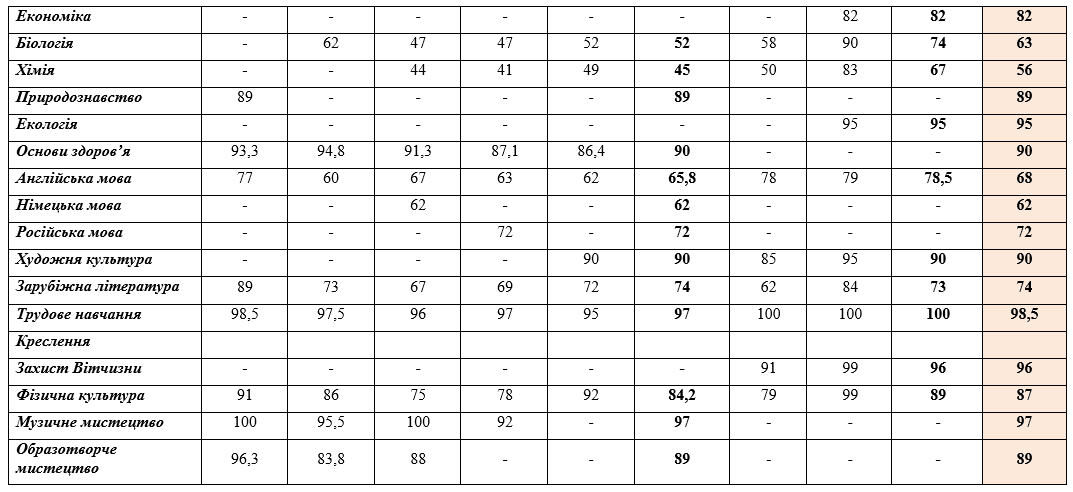 Економіка - - - - - - - 82 82 82
Біологія - 62 47 47 52 52 58 90 74 63
Хімія - - 44 41 49 45 50 83 67 56
Природознавство 89 - - - - 89 - - - 89
Екологія - - - - - - - 95 95 95
Основи здоров’я 93,3 94,8 91,3 87,1 86,4 90 - - - 90
Англійська мова 77 60 67 63 62 65,8 78 79 78,5 68
Німецька мова - - 62 - - 62 - - - 62
Російська мова - - - 72 - 72 - - - 72
Художня культура - - - - 90 90 85 95 90 90
Зарубіжна література 89 73 67 69 72 74 62 84 73 74
Трудове навчання 98,5 97,5 96 97 95 97 100 100 100 98,5
Креслення
Захист Вітчизни - - - - - - 91 99 96 96
Фізична культура 91 86 75 78 92 84,2 79 99 89 87
Музичне мистецтво 100 95,5 100 92 - 97 - - - 97
Образотворче
мистецтво 96,3 83,8 88 - - 89 - - - 89